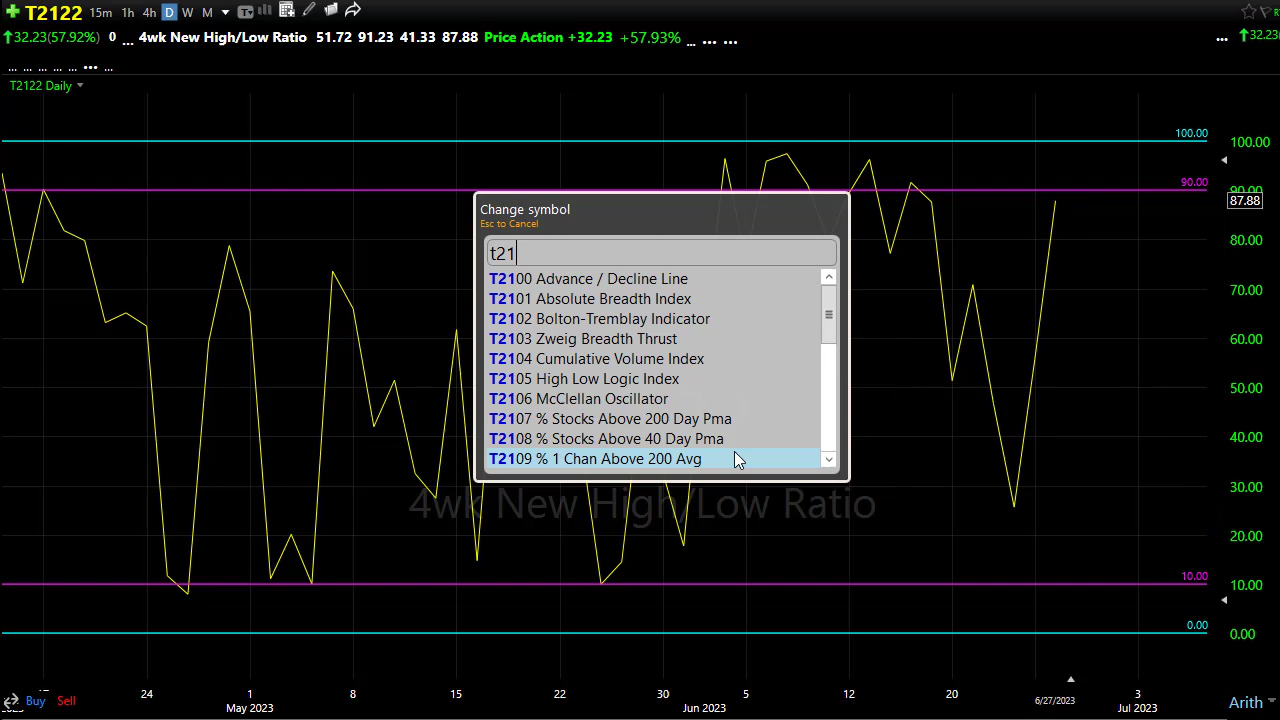 T2122 15m 1h 4h D W M
32.23(57.92%) 0 ... 4wk New High/Low Ratio 51.72 91.23 41.33 87.88 Price Action +32.23 +57.93% ... ... ... ... 32.23(
... ... ... ... ... ... ...
T2122 Daily
100.00
100.00
90.00
90.00
87.88
80.00
70.00
60.00
50.00
40.00
30.00
20.00
10.00
10.00
0.00
0.00
Change symbol
Esc to Cancel
t21
T2100 Advance / Decline Line
T2101 Absolute Breadth Index
T2102 Bolton-Tremblay Indicator
T2103 Zweig Breadth Thrust
T2104 Cumulative Volume Index
T2105 High Low Logic Index
T2106 McClellan Oscillator
T2107 % Stocks Above 200 Day Pma
T2108 % Stocks Above 40 Day Pma
T2109 % 1 Chan Above 200 Avg
4wk New High/Low Ratio
24 1 8 15 22 30 5 12 20 6/27/2023 3
Buy Sell May 2023 Jun 2023 Jul 2023 Arith